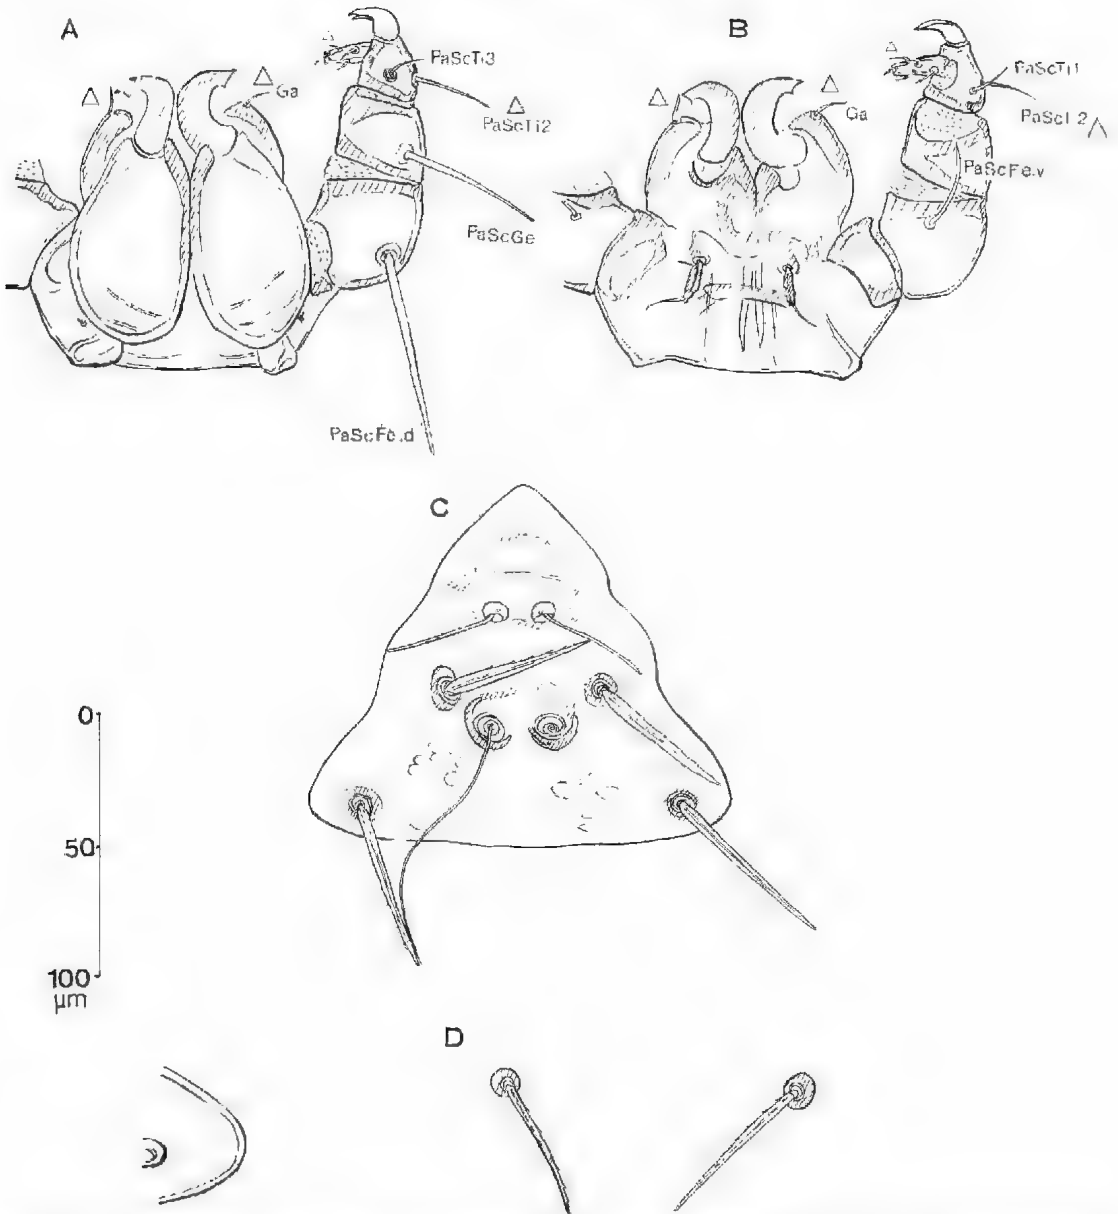 A
B
△
△
△
△
△
△
PaScTi3
PaScTi1
Ga
Ga
△
PaScTi2
△
PaScFe.v
PaScGe
PaScFe.d
C
0
50
100
µm
D